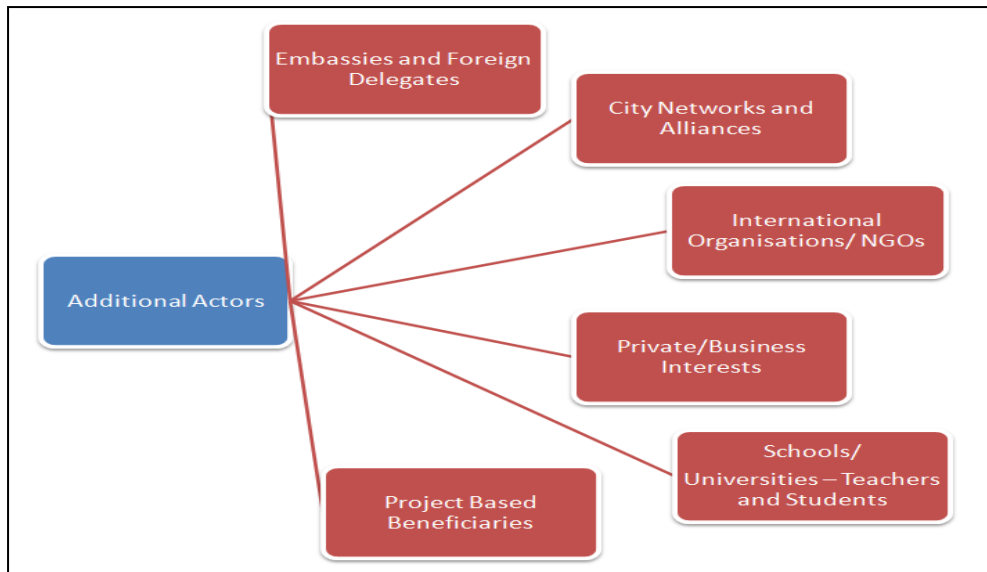 Embassies and Foreign
Delegates
City Networks and
Alliances
International
Organisations/ NGOs
Additional Actors
Private/Business
Interests
Schools/
Universities – Teachers
and Students
Project Based
Beneficiaries